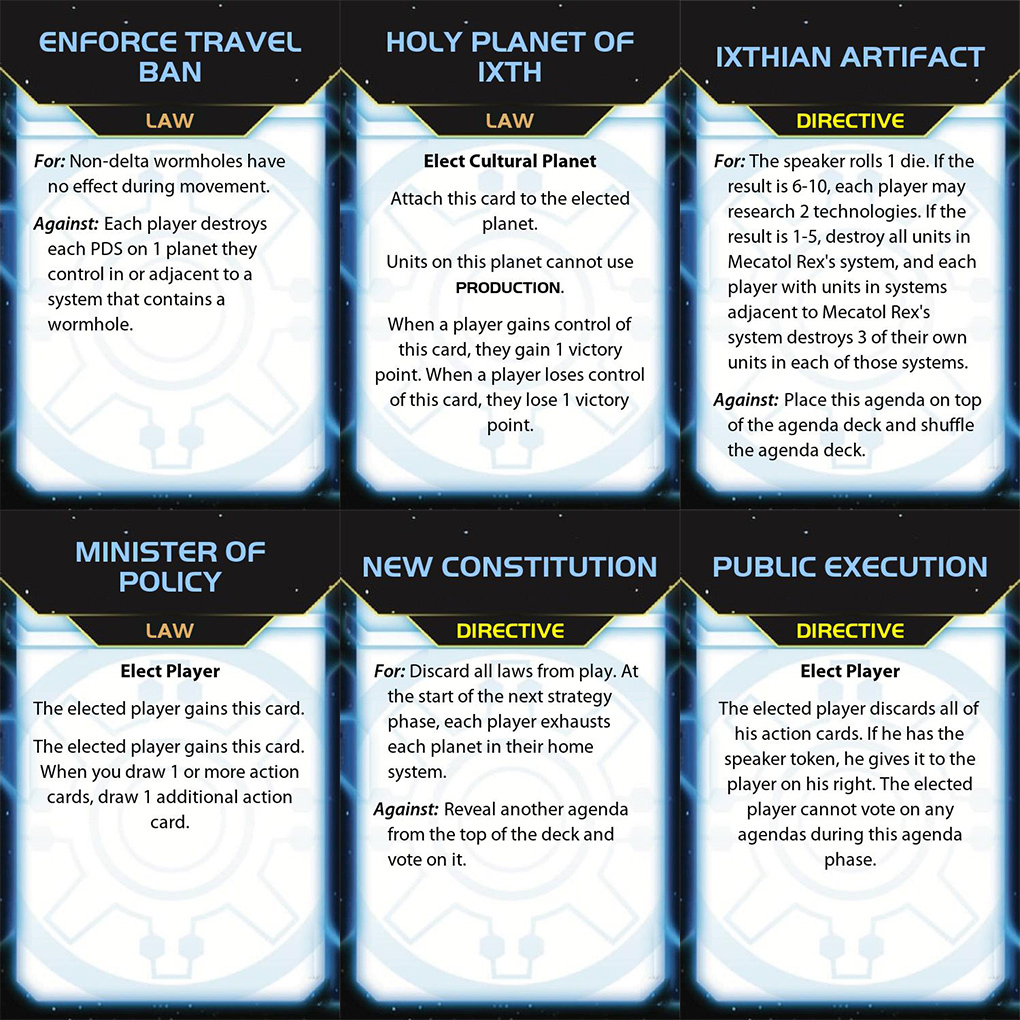 ENFORCE TRAVEL
BAN
LAW
For: Non-delta wormholes have
no effect during movement.
Against: Each player destroys
each PDS on 1 planet they
control in or adjacent to a
system that contains a
wormhole.
HOLY PLANET OF
IXTH
LAW
Elect Cultural Planet
Attach this card to the elected
planet.
Units on this planet cannot use
PRODUCTION.
When a player gains control of
this card, they gain 1 victory
point. When a player loses control
of this card, they lose 1 victory
point.
IXTHIAN ARTIFACT
DIRECTIVE
For: The speaker rolls 1 die. If the
result is 6-10, each player may
research 2 technologies. If the
result is 1-5, destroy all units in
Mecatol Rex's system, and each
player with units in systems
adjacent to Mecatol Rex's
system destroys 3 of their own
units in each of those systems.
Against: Place this agenda on top
of the agenda deck and shuffle
the agenda deck.
MINISTER OF
POLICY
LAW
Elect Player
The elected player gains this card.
The elected player gains this card.
When you draw 1 or more action
cards, draw 1 additional action
card.
NEW CONSTITUTION
DIRECTIVE
For: Discard all laws from play. At
the start of the next strategy
phase, each player exhausts
each planet in their home
system.
Against: Reveal another agenda
from the top of the deck and
vote on it.
PUBLIC EXECUTION
DIRECTIVE
Elect Player
The elected player discards all of
his action cards. If he has the
speaker token, he gives it to the
player on his right. The elected
player cannot vote on any
agendas during this agenda
phase.